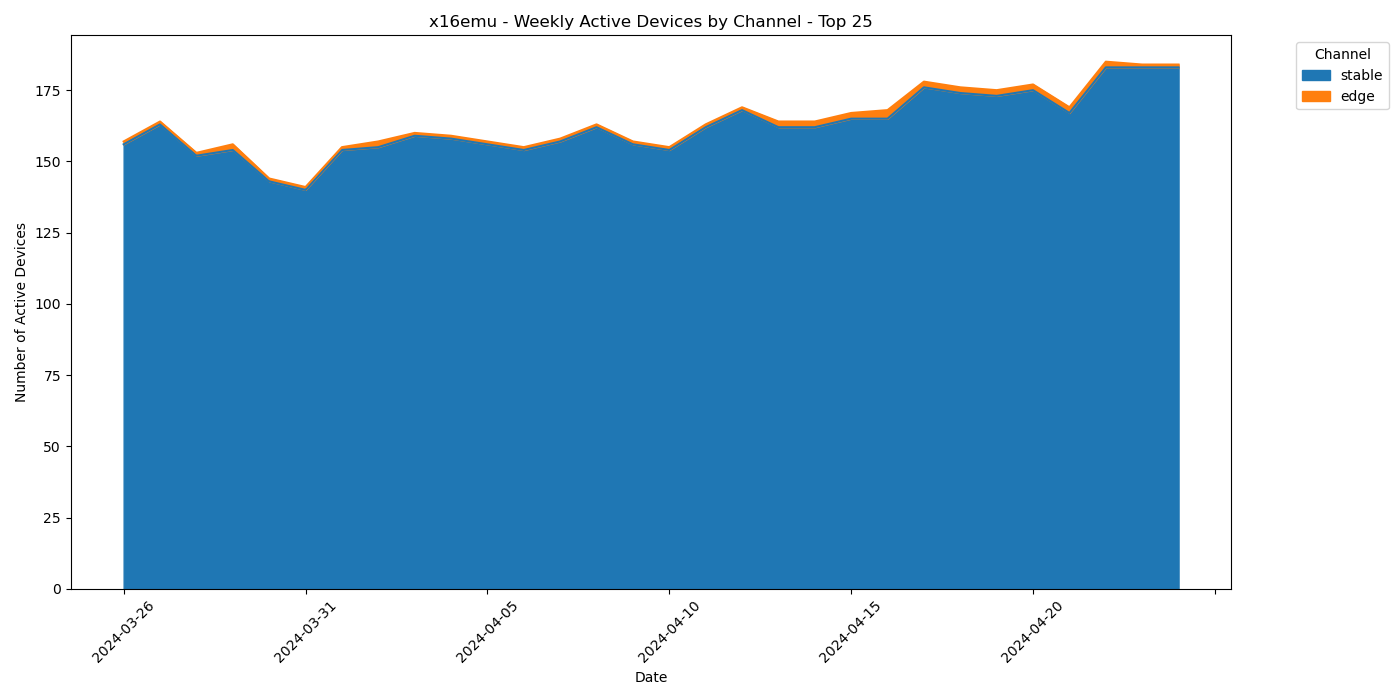 x16emu - Weekly Active Devices by Channel - Top 25
Channel
stable
edge
Number of Active Devices
175
150
125
100
75
50
25
0
2024-03-26
2024-03-31
2024-04-05
2024-04-10
2024-04-15
2024-04-20
Date